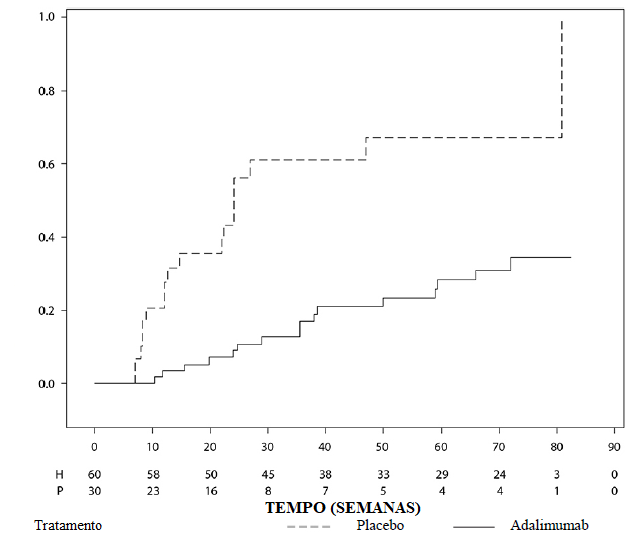 1.0
0.8
0.6
0.4
0.2
0.0
0 10 20 30 40 50 60 70 80 90
H 60 58 50 45 38 33 29 24 3 0
P 30 23 16 8 7 5 4 4 1 0
TEMPO (SEMANAS)
Tratamento Placebo Adalimumab